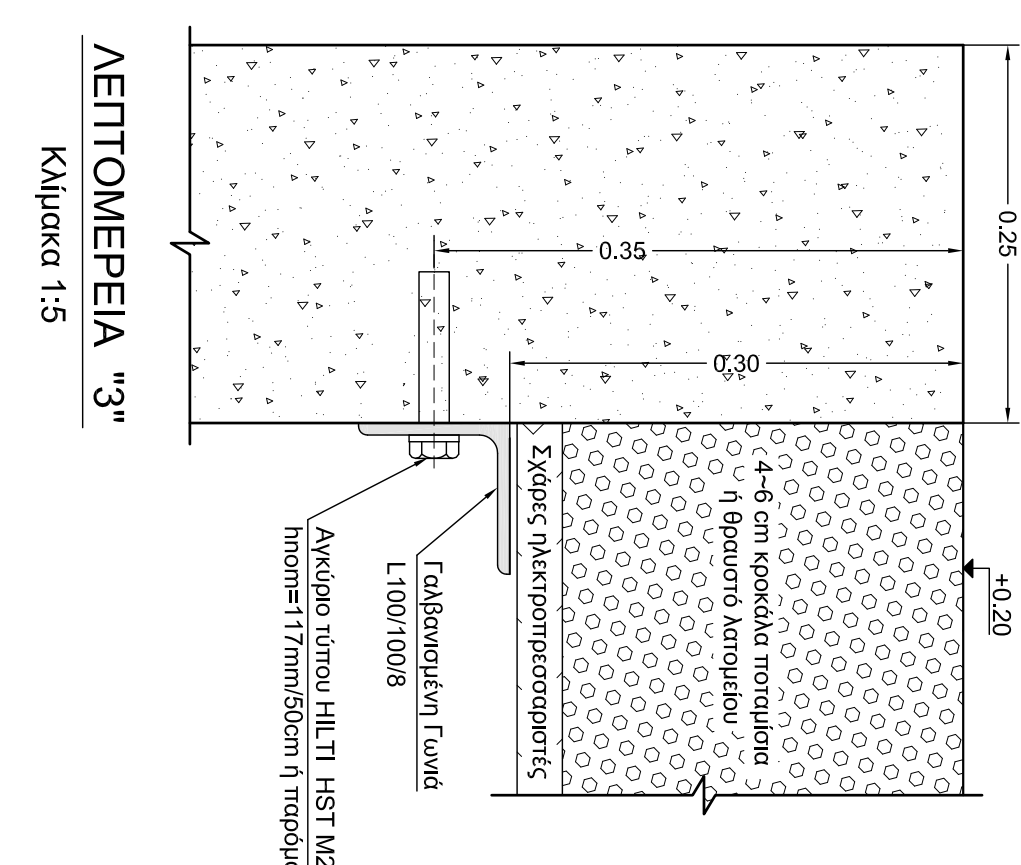 0.25
+0.20
0.35
0.30
4~6 cm κροκάλα ποταμίσια
ή θραυστό λατομείου
Σχάρες ηλεκτροπρεσσαριστές
Γαλβανισμένη Γωνιά
L100/100/8
Αγκύριο τύπου HILTI HST
hnom=117mm/50cm ή
ΛΕΠΤΟΜΕΡΕΙΑ "3"
Κλίμακα 1:5